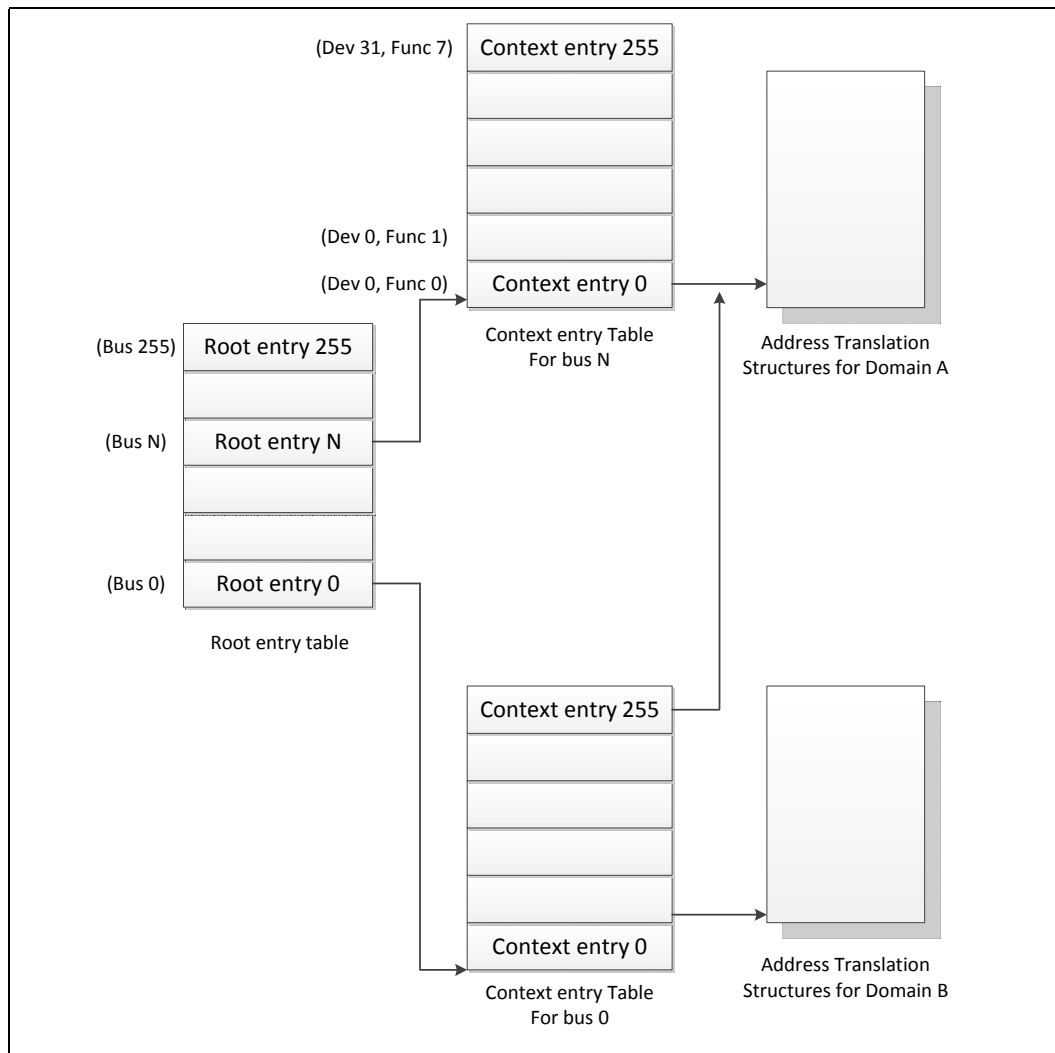 (Dev 31, Func 7)
Context entry 255
(Dev 0, Func 1)
(Dev 0, Func 0)
Context entry 0
Context entry Table
For bus N
Address Translation
Structures for Domain A
(Bus 255)
Root entry 255
(Bus N)
Root entry N
(Bus 0)
Root entry 0
Root entry table
Context entry 255
Context entry 0
Context entry Table
For bus 0
Address Translation
Structures for Domain B